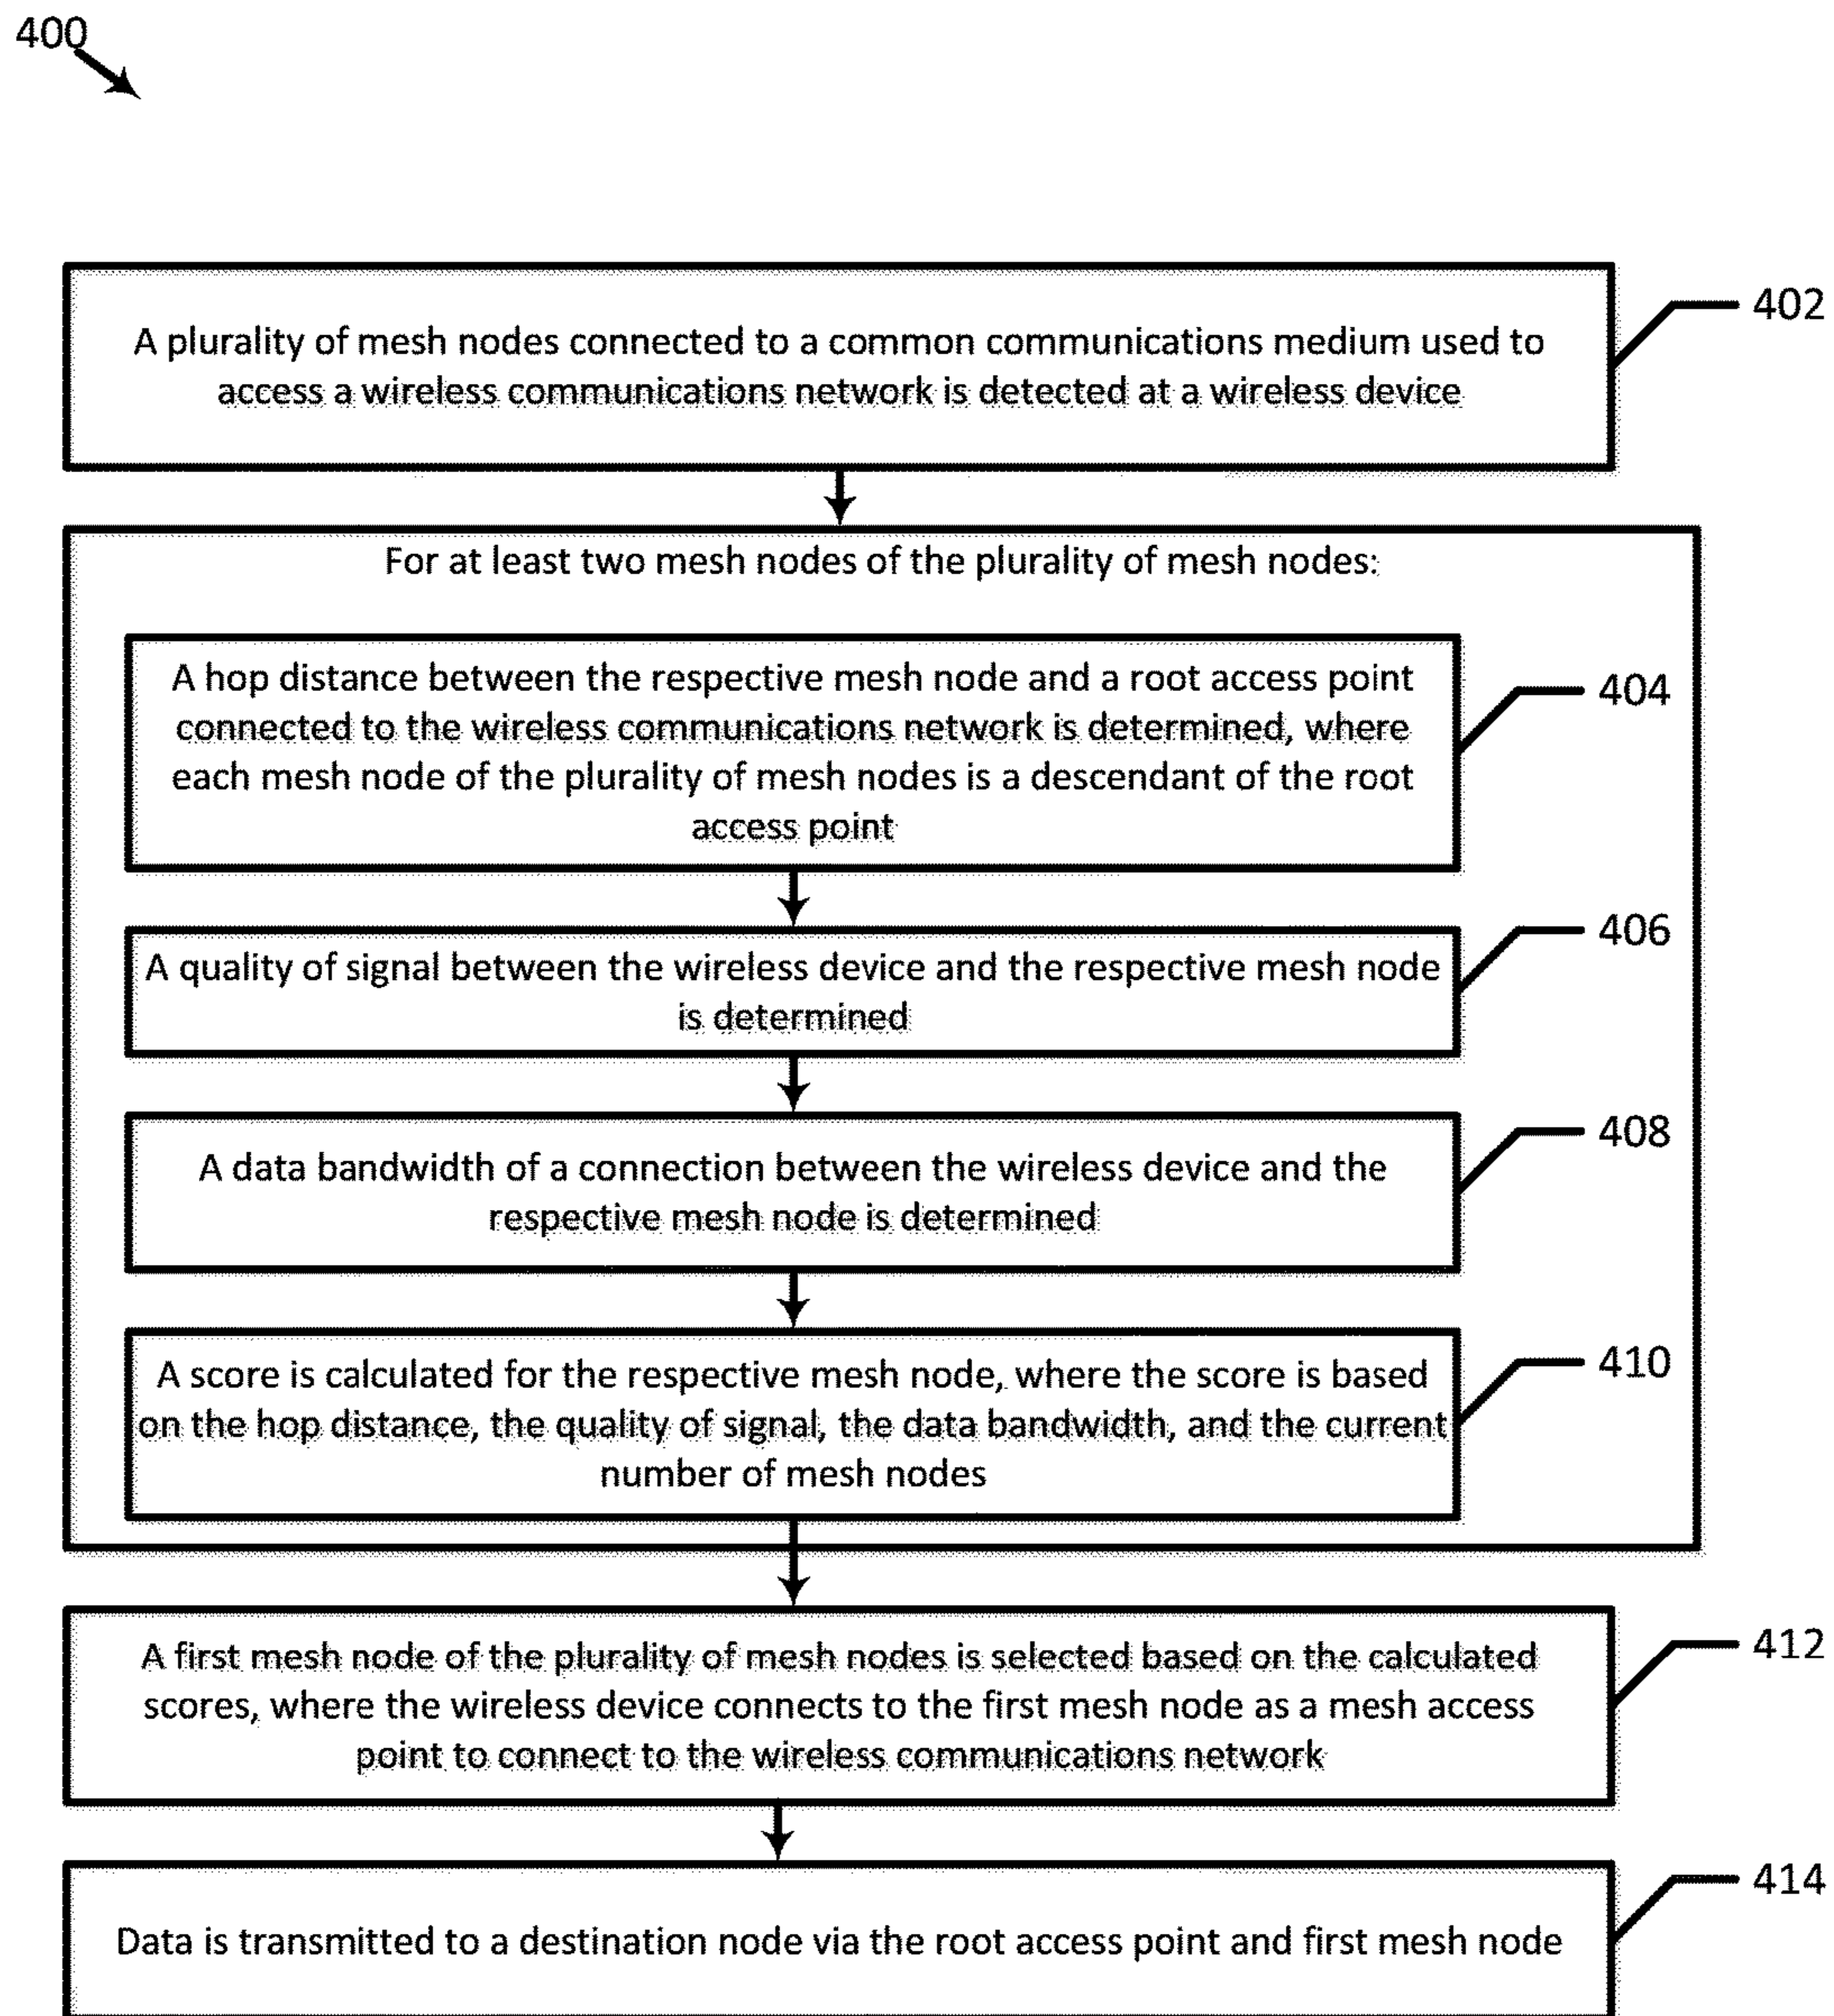 400
A plurality of mesh nodes connected to a common communications medium used to
access a wireless communications network is detected at a wireless device
402
For at least two mesh nodes of the plurality of mesh nodes:
A hop distance between the respective mesh node and a root access point
connected to the wireless communications network is determined, where
each mesh node of the plurality of mesh nodes is a descendant of the root
access point
404
A quality of signal between the wireless device and the respective mesh node
is determined
406
A data bandwidth of a connection between the wireless device and the
respective mesh node is determined
408
A score is calculated for the respective mesh node, where the score is based
on the hop distance, the quality of signal, the data bandwidth, and the current
number of mesh nodes
410
A first mesh node of the plurality of mesh nodes is selected based on the calculated
scores, where the wireless device connects to the first mesh node as a mesh access
point to connect to the wireless communications network
412
Data is transmitted to a destination node via the root access point and first mesh node
414